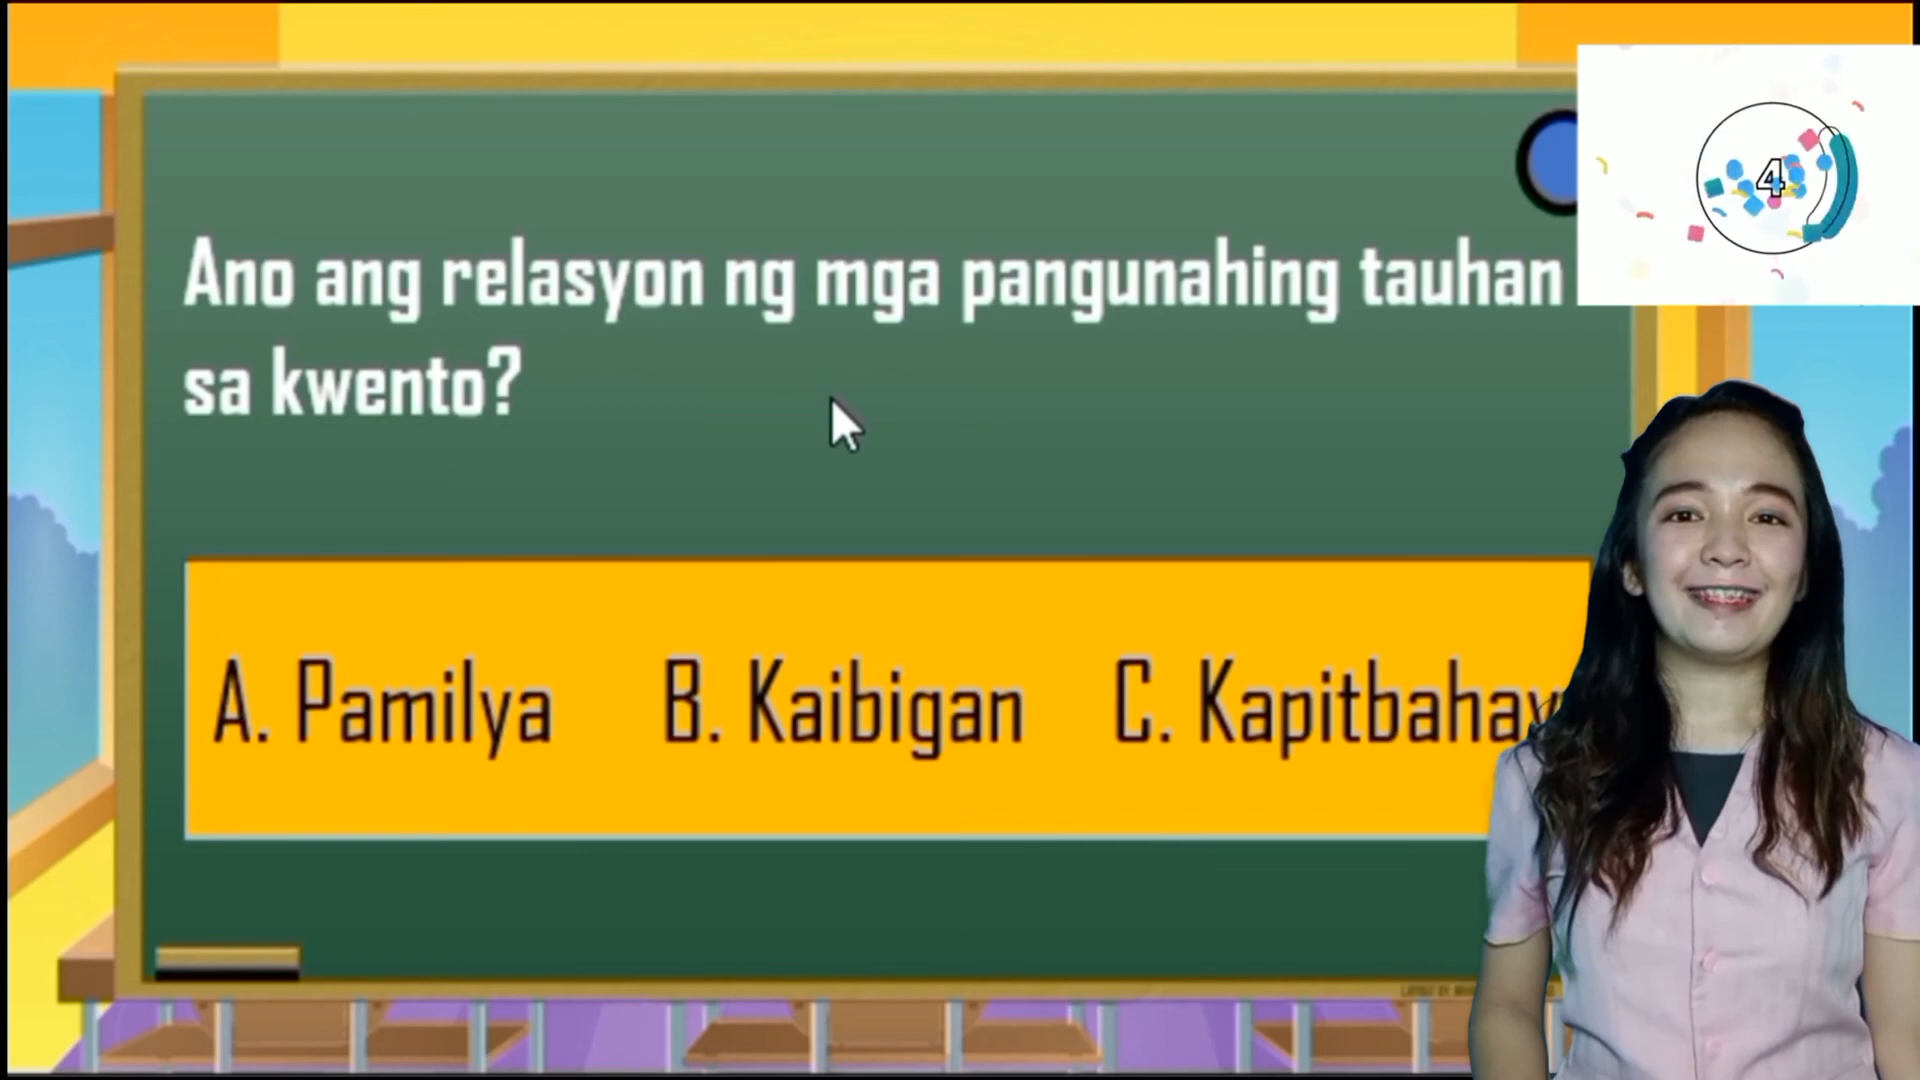 4
Ano ang relasyon ng mga pangunahing tauhan
sa kwento?
A. Pamilya B. Kaibigan C. Kapitbahay